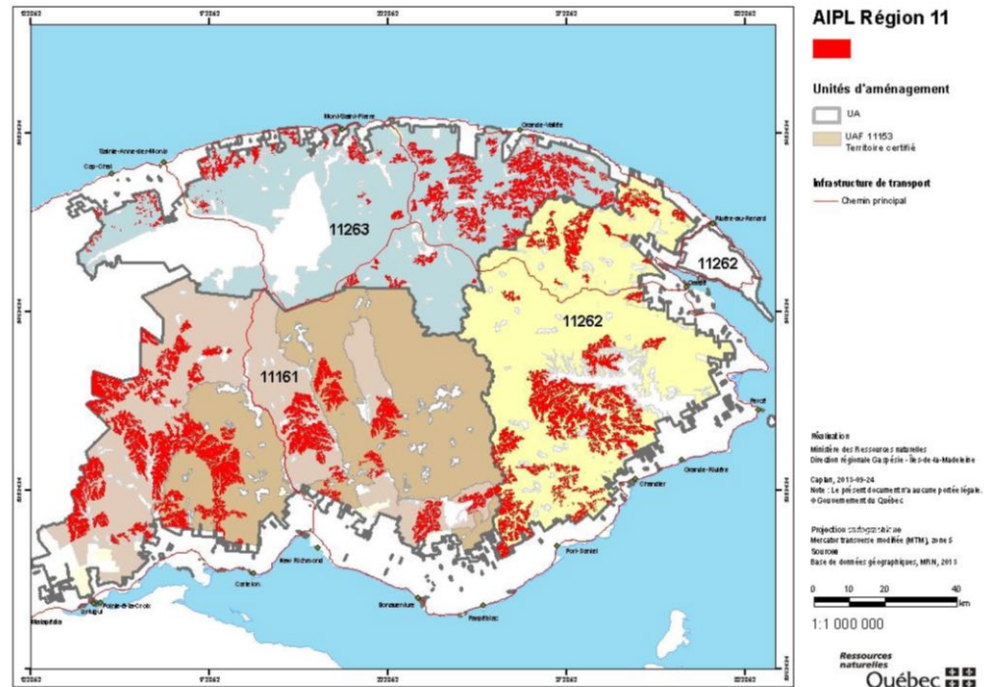 AIPL Région 11
Unités d'aménagement
UA
UAF 11153
Territoire certifié
Infrastructure de transport
Chemin principal
Mont-Saint-Pierre
Grande-Vallée
Sainte-Anne-des-Monts
Cap-Chat
Rivière-au-Renard
11263
11262
Gaspé
11262
11161
Percé
Grande-Rivière
Chandler
Port-Daniel
New Richmond
Carleton
Bonaventure
Paspébiac
Pointe-à-la-Croix
Matapédia
Réalisation
Ministère des Ressources naturelles
Direction régionale Gaspésie - Îles-de-la-Madeleine
Caplan, 2013-09-24
Note : Le présent document n'a aucune portée légale.
© Gouvernement du Québec
Projection cartographique
Mercator transverse modifiée (MTM), zone 5
Sources
Base de données géographiques, MRN, 2013
0 10 20 40
km
1:1 000 000
Ressources
naturelles
Québec